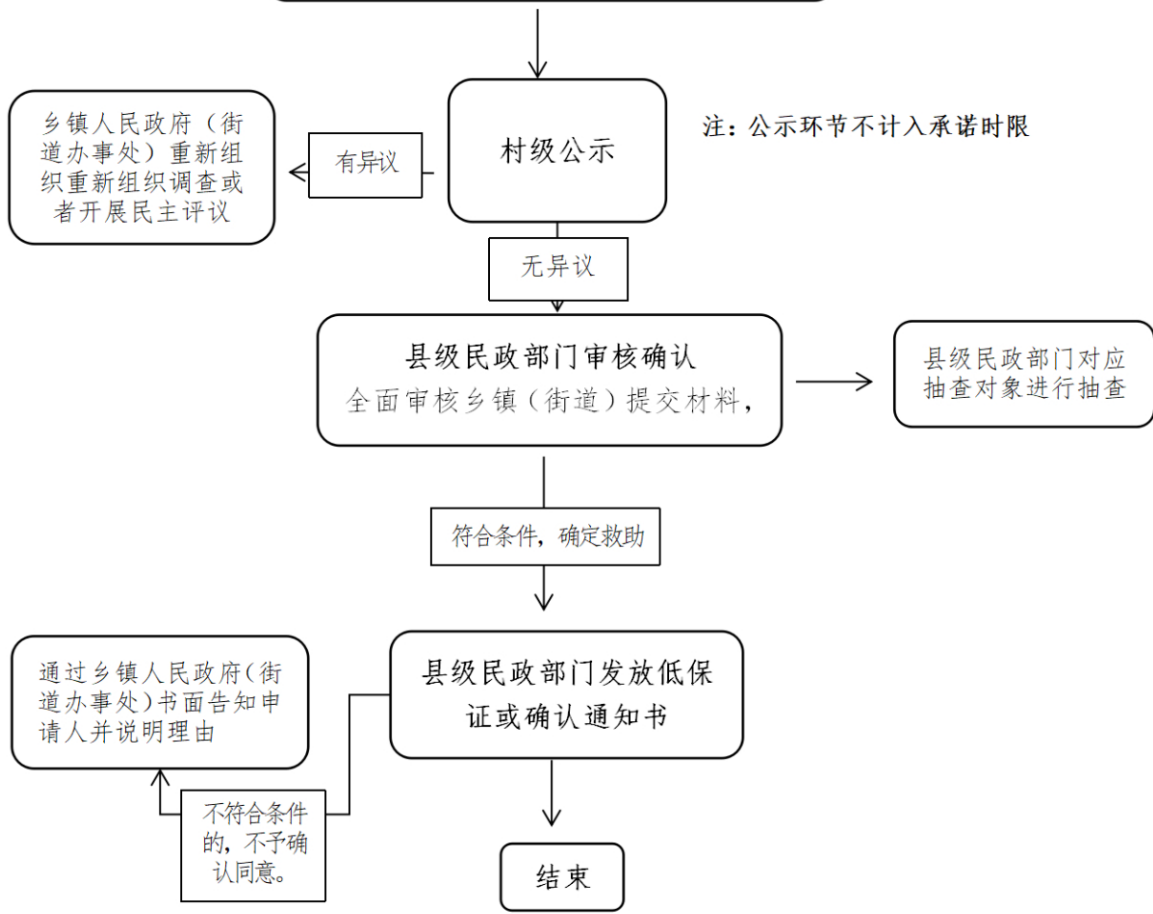 乡镇人民政府（街
道办事处）重新组
织重新组织调查或
者开展民主评议
有异议
村级公示
注：公示环节不计入承诺时限
无异议
县级民政部门审核确认
全面审核乡镇（街道）提交材料，
县级民政部门对应
抽查对象进行抽查
符合条件，确定救助
通过乡镇人民政府（街
道办事处）书面告知申
请人并说明理由
县级民政部门发放低保
证或确认通知书
不符合条件
的，不予确
认同意。
结束